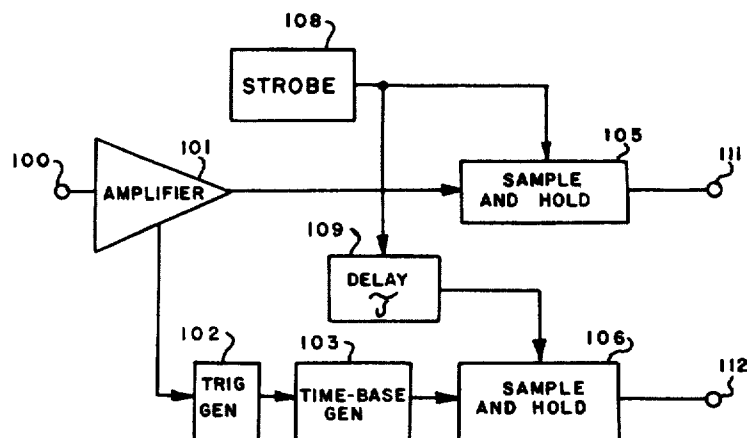 108
STROBE
101
105
111
100
AMPLIFIER
SAMPLE
AND HOLD
109
DELAY
τ
102
103
106
112
TRIG
GEN
TIME-BASE
GEN
SAMPLE
AND HOLD